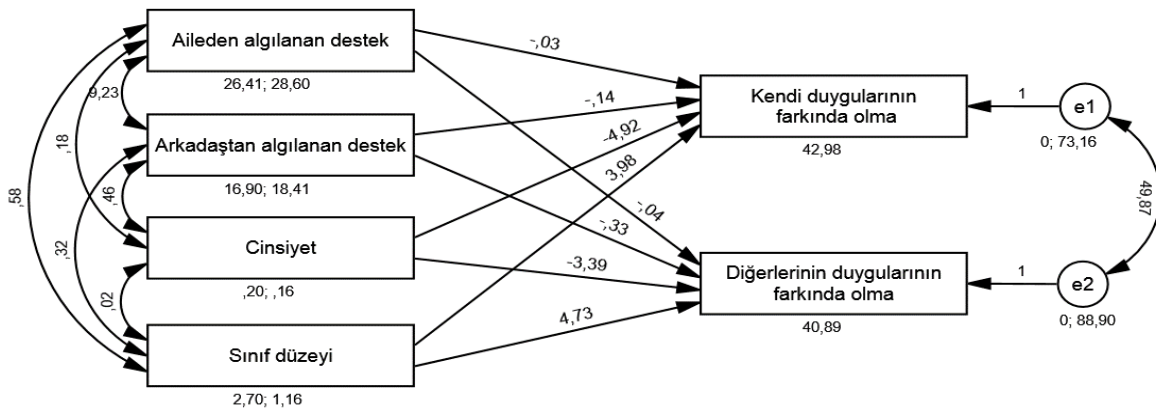 Aileden algılanan destek
26,41; 28,60
Arkadaştan algılanan destek
16,90; 18,41
Cinsiyet
,20; ,16
Sınıf düzeyi
2,70; 1,16
9,23
,18
,46
,58
,32
,02
-,03
-,14
-4,92
3,98
-,04
-,33
-3,39
4,73
Kendi duygularının
farkında olma
42,98
Diğerlerinin duygularının
farkında olma
40,89
1
e1
0; 73,16
49,87
1
e2
0; 88,90